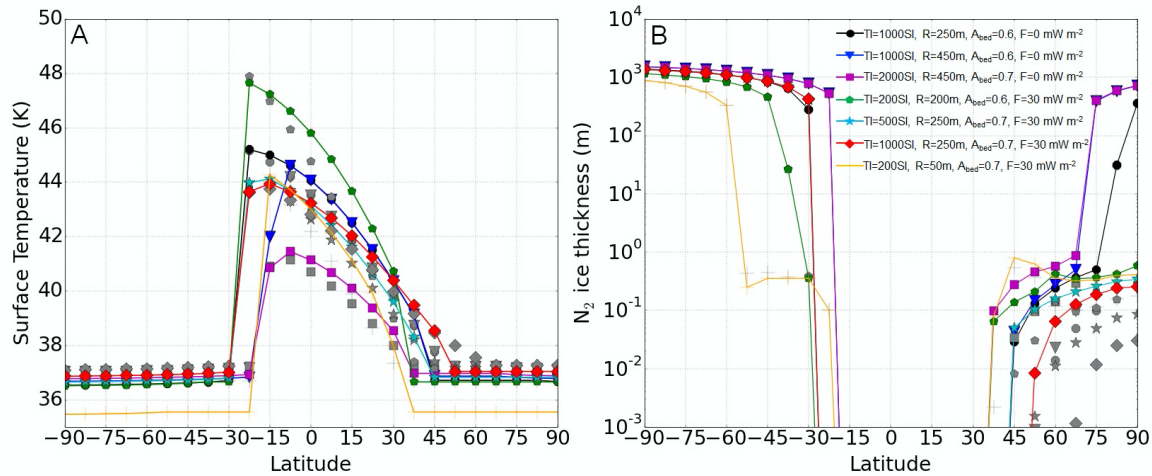 A
Surface Temperature (K)
50
48
46
44
42
40
38
36
−90 −75 −60 −45 −30 −15 0 15 30 45 60 75 90
Latitude
B
N₂ ice thickness (m)
10⁴
10³
10²
10¹
10⁰
10⁻¹
10⁻²
10⁻³
−90 −75 −60 −45 −30 −15 0 15 30 45 60 75 90
Latitude
TI=1000SI, R=250m, A_bed=0.6, F=0 mW m⁻²
TI=1000SI, R=450m, A_bed=0.6, F=0 mW m⁻²
TI=2000SI, R=450m, A_bed=0.7, F=0 mW m⁻²
TI=200SI, R=200m, A_bed=0.6, F=30 mW m⁻²
TI=500SI, R=250m, A_bed=0.7, F=30 mW m⁻²
TI=1000SI, R=250m, A_bed=0.7, F=30 mW m⁻²
TI=200SI, R=50m, A_bed=0.7, F=30 mW m⁻²